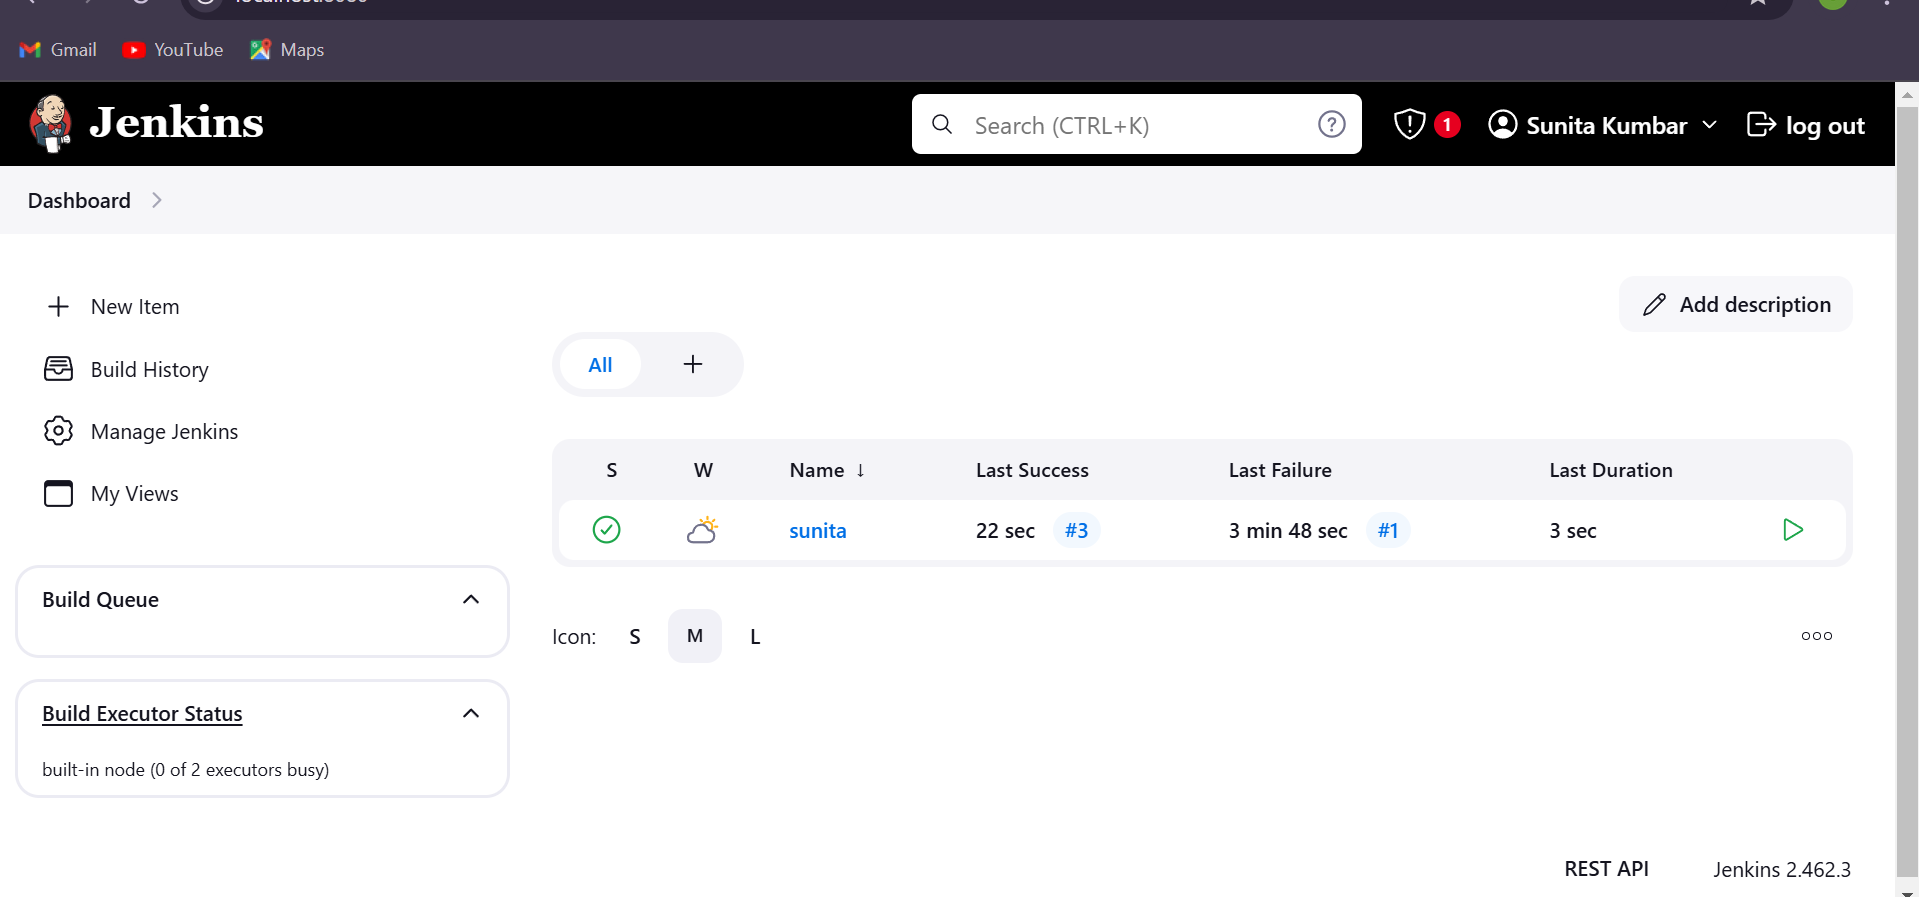 Gmail YouTube Maps
Jenkins
Search (CTRL+K)
1
Sunita Kumbar
log out
Dashboard
New Item
Build History
Manage Jenkins
My Views
Build Queue
Build Executor Status
built-in node (0 of 2 executors busy)
Add description
All
S W Name ↓ Last Success Last Failure Last Duration
sunita 22 sec #3 3 min 48 sec #1 3 sec
Icon: S M L
REST API Jenkins 2.462.3